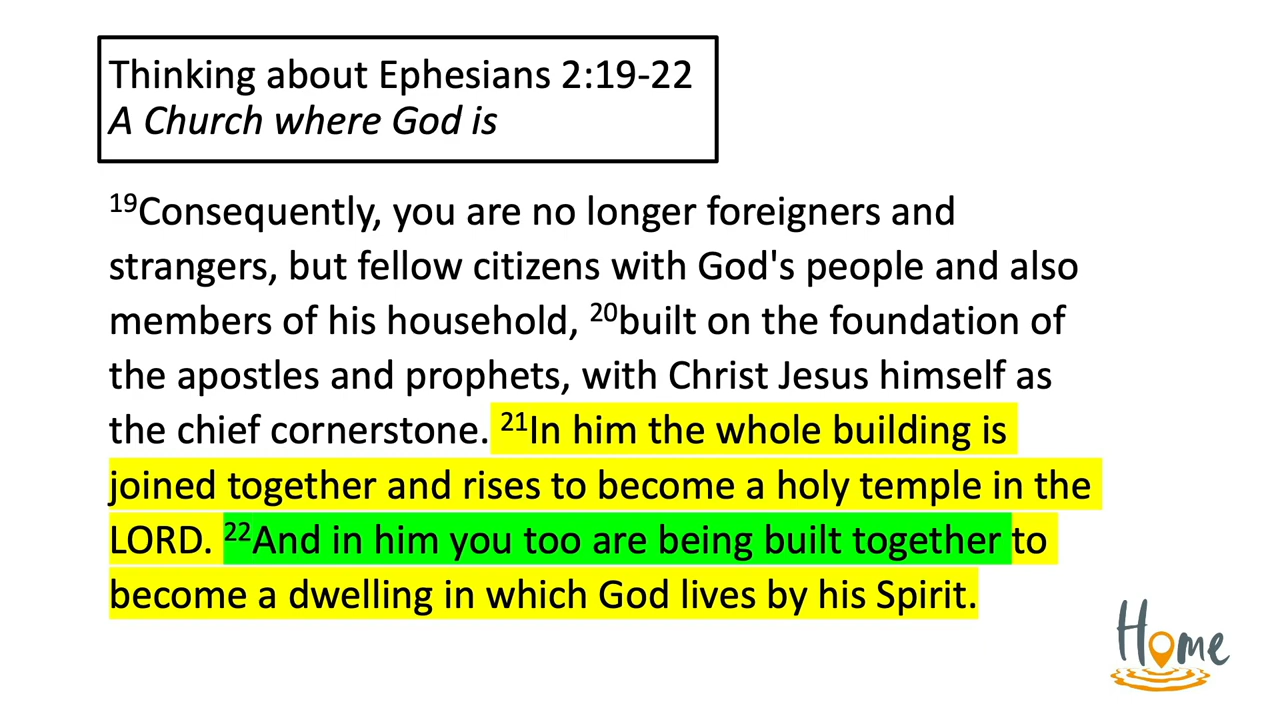 Thinking about Ephesians 2:19-22
A Church where God is
19Consequently, you are no longer foreigners and
strangers, but fellow citizens with God's people and also
members of his household, 20built on the foundation of
the apostles and prophets, with Christ Jesus himself as
the chief cornerstone. 21In him the whole building is
joined together and rises to become a holy temple in the
LORD. 22And in him you too are being built together to
become a dwelling in which God lives by his Spirit.
Home